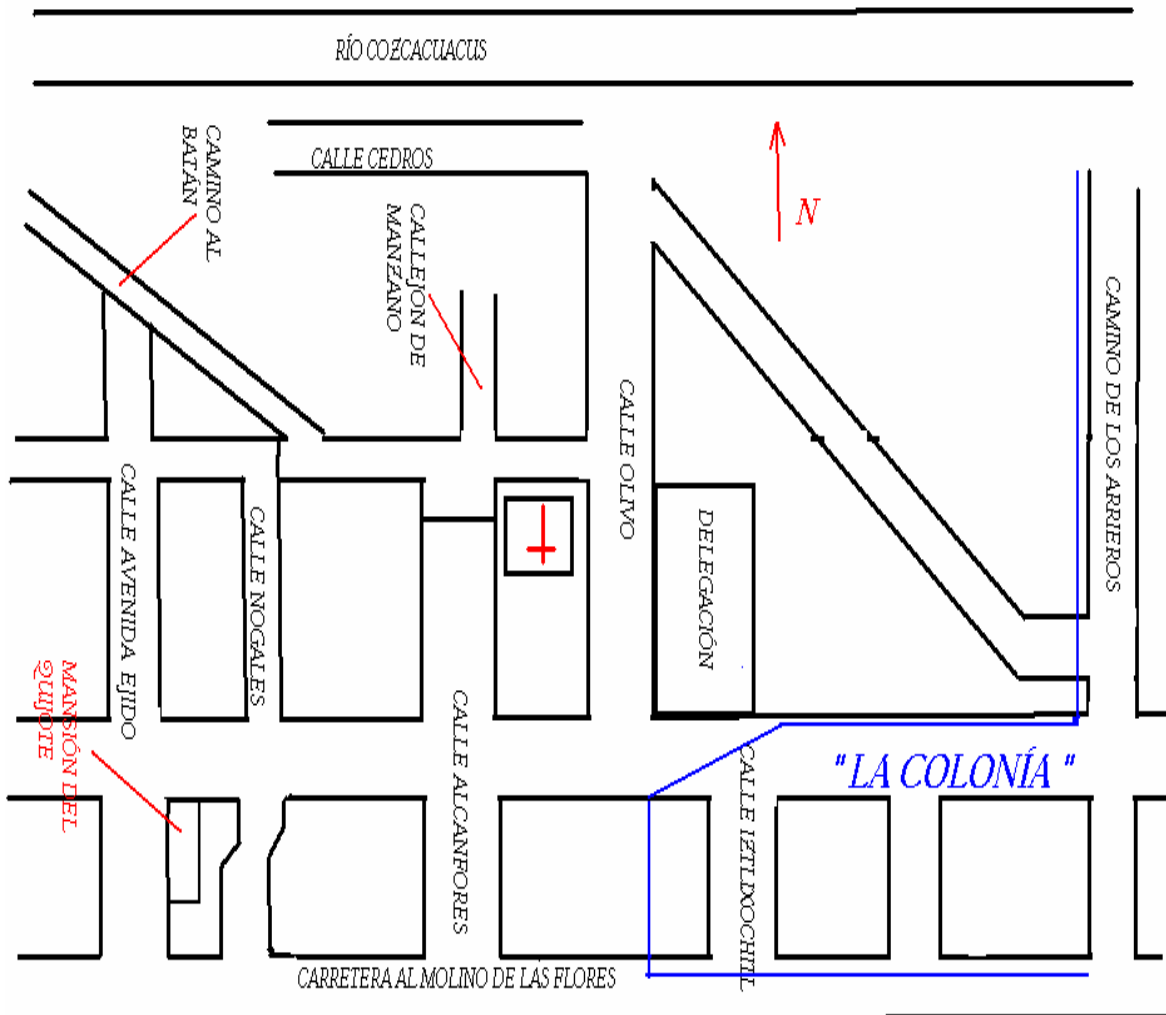 RÍO COZCACUACUS
CALLE CEDROS
CAMINO AL
BATÁN
CALLEJON DE
MANZANO
N
CAMINO DE LOS ARRIEROS
CALLE OLIVO
CALLE AVENIDA EJIDO
CALLE NOGALES
DELEGACIÓN
MANSIÓN DEL
QUIJOTE
CALLE ALCANFORES
CALLE IZTLIXOCHITL
"LA COLONÍA "
CARRETERA AL MOLINO DE LAS FLORES